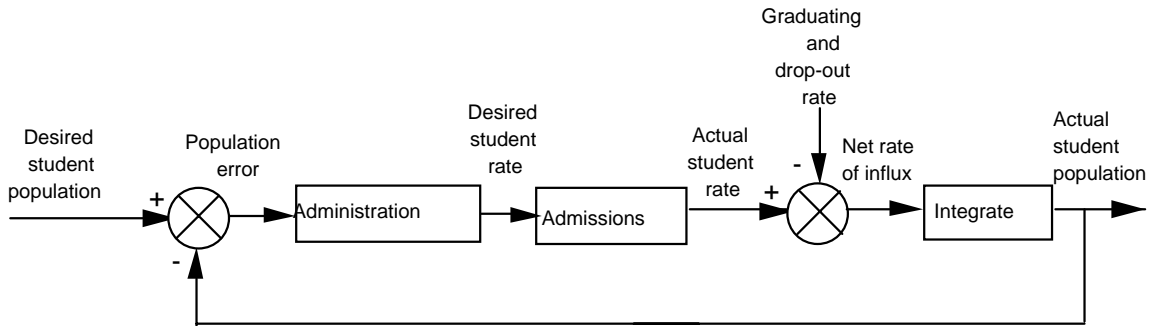 Desired
student
population
+
-
Population
error
Administration
Desired
student
rate
Admissions
Actual
student
rate
+
Graduating
and
drop-out
rate
-
Net rate
of influx
Integrate
Actual
student
population